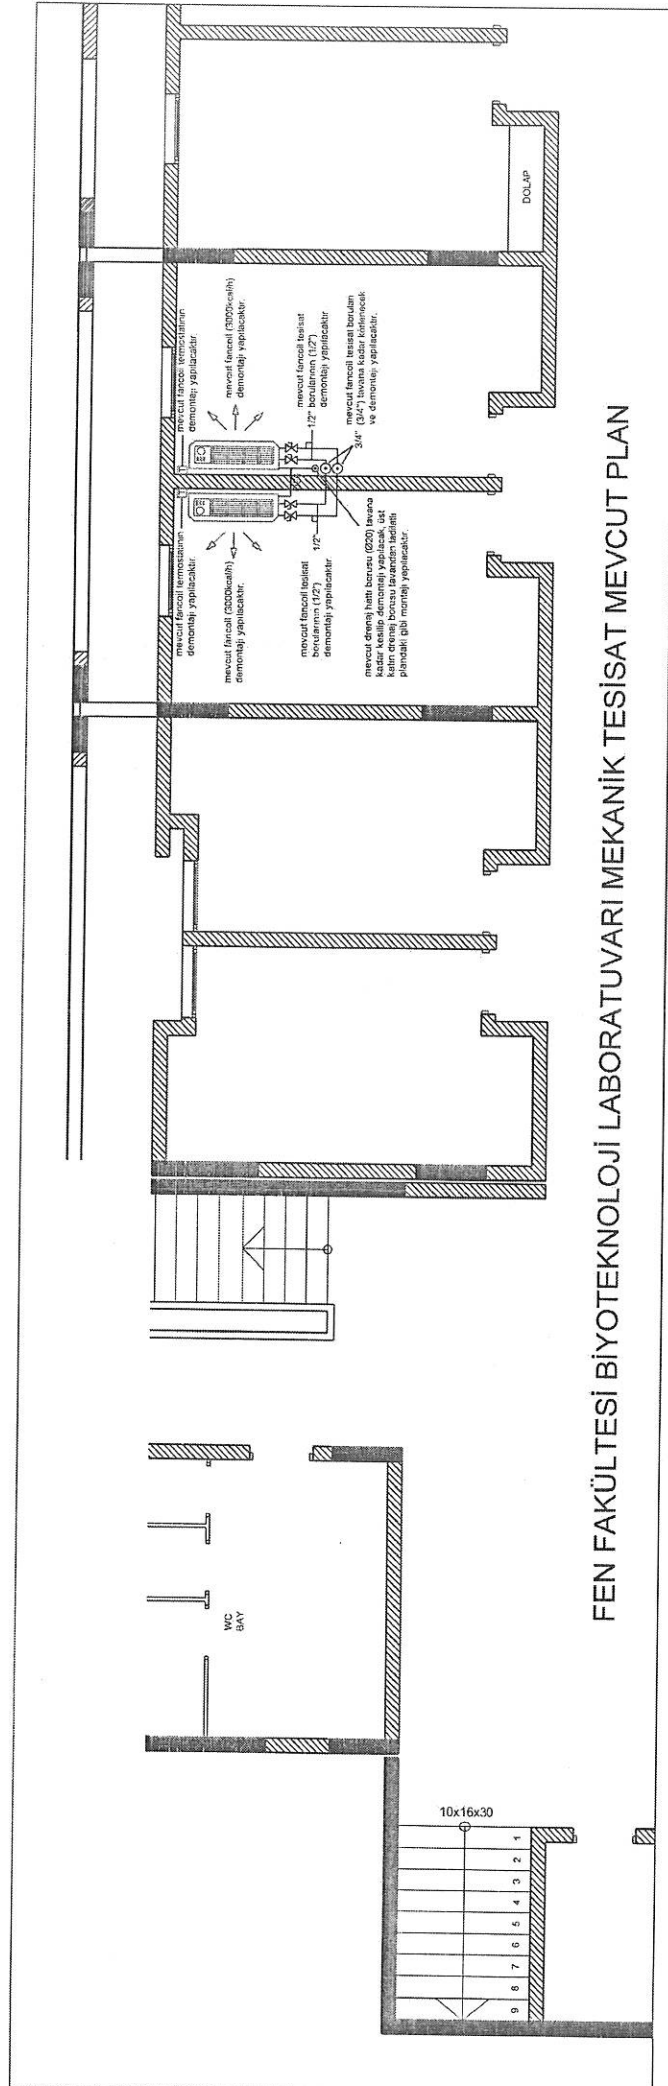 mevcut fancoil termostatının
demontajı yapılacaktır.
mevcut fancoil (3000kcal/h)
demontajı yapılacaktır.
mevcut fancoil tesisat
borularının (1/2")
demontajı yapılacaktır
1/2"
mevcut drenaj hattı borusu (Ø20) tavana
kadar kesilip demontajı yapılacak, üst
katın drenaj borusu tavandan tadilatlı
plandaki gibi montajı yapılacaktır.
mevcut fancoil termostatının
demontajı yapılacaktır.
mevcut fancoil (3000kcal/h)
demontajı yapılacaktır.
mevcut fancoil tesisat
borularının (1/2")
demontajı yapılacaktır
1/2"
mevcut fancoil tesisat boruları
(3/4") tavana kadar körlenecek
ve demontajı yapılacaktır.
3/4"
DOLAP
WC
BAY
10x16x30
9 8 7 6 5 4 3 2 1
FEN FAKÜLTESİ BİYOTEKNOLOJİ LABORATUVARI MEKANİK TESİSAT MEVCUT PLAN